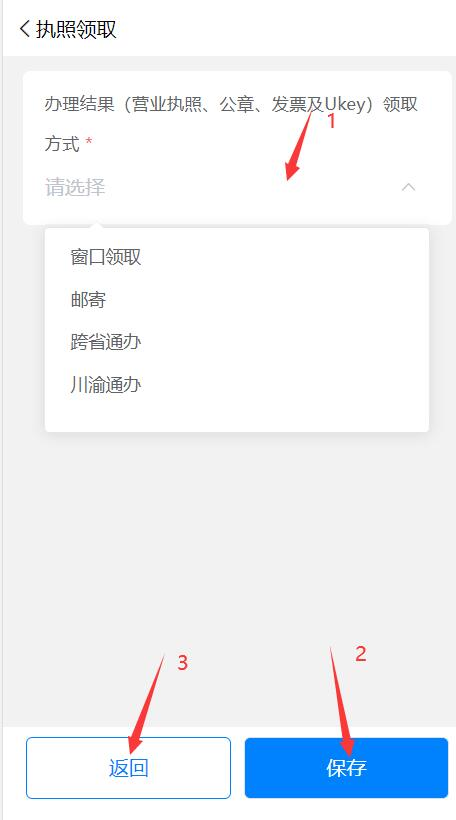 执照领取
办理结果（营业执照、公章、发票及Ukey）领取
方式 *
1
请选择
窗口领取
邮寄
跨省通办
川渝通办
3
2
返回
保存